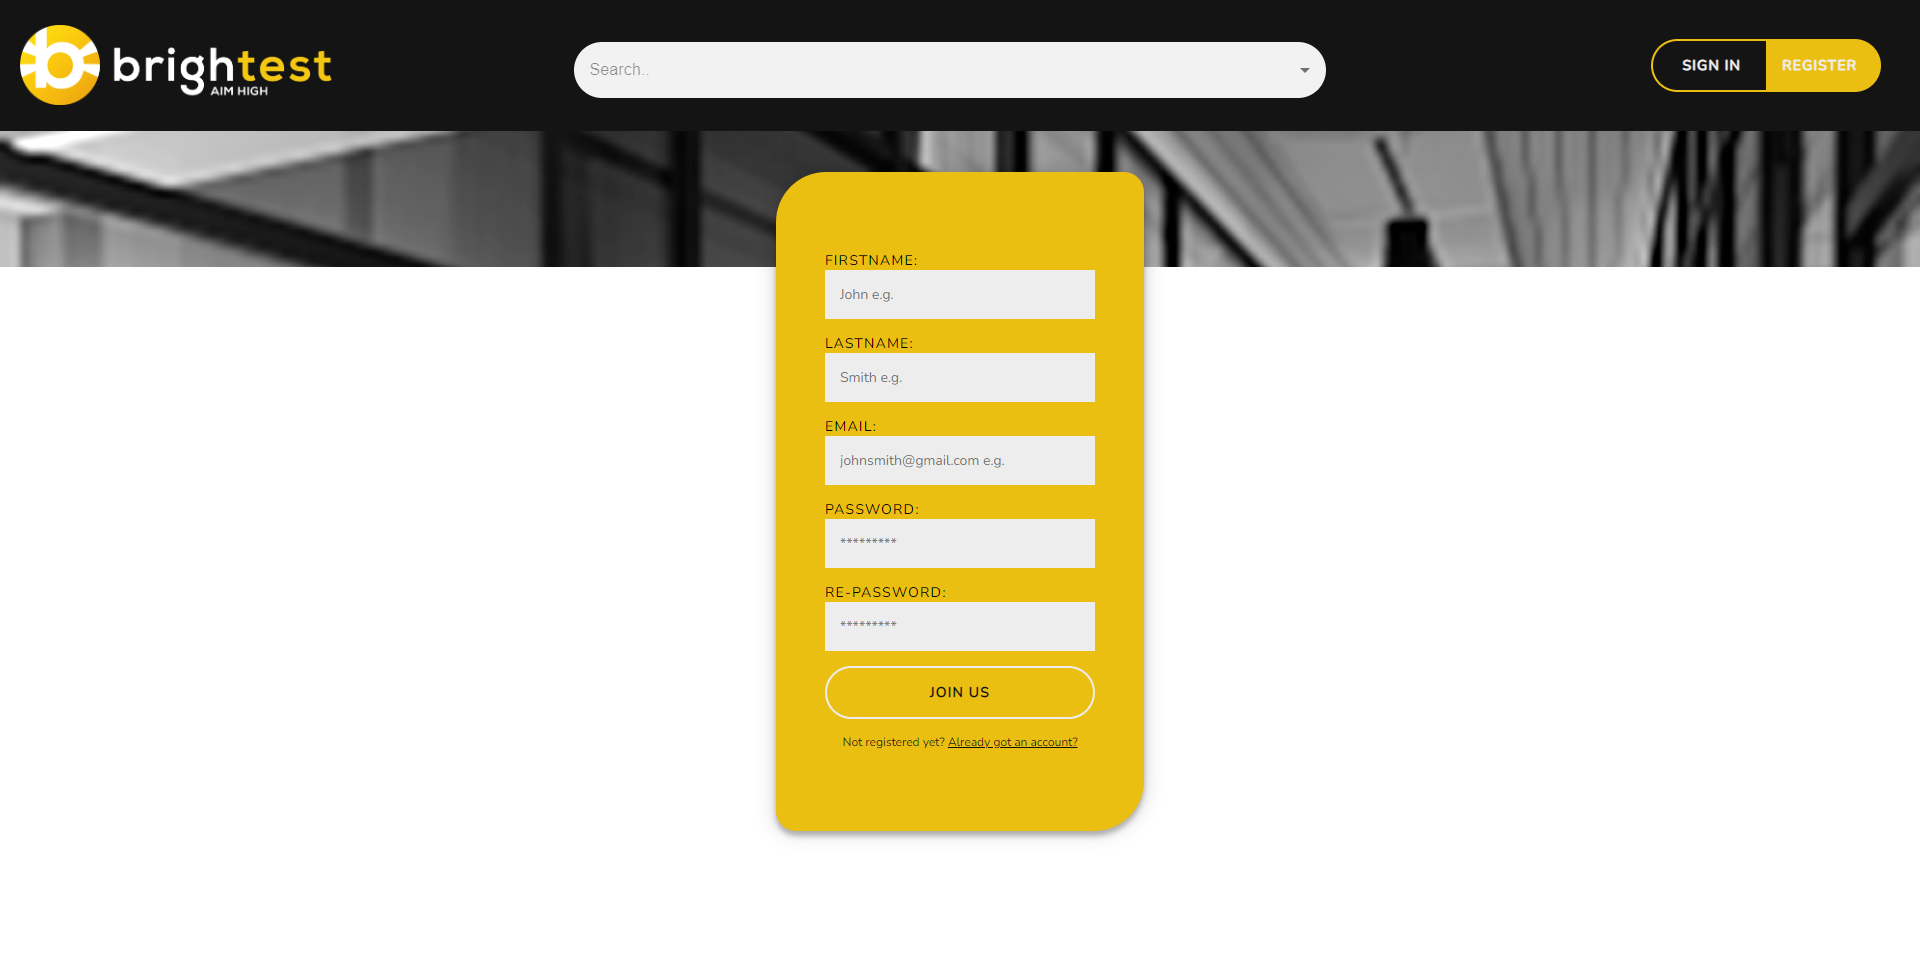 brightest
AIM HIGH
Search..
SIGN IN
REGISTER
FIRSTNAME:
John e.g.
LASTNAME:
Smith e.g.
EMAIL:
johnsmith@gmail.com e.g.
PASSWORD:
*********
RE-PASSWORD:
*********
JOIN US
Not registered yet? Already got an account?